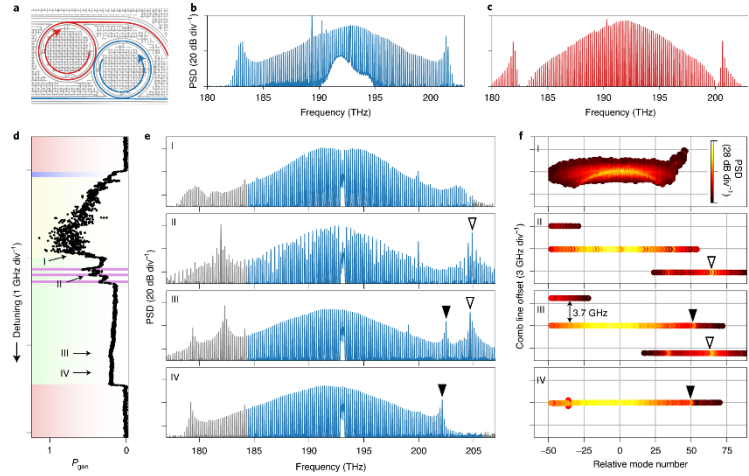 a
b
PSD (20 dB div⁻¹)
180
185
190
195
200
Frequency (THz)
c
180
185
190
195
200
Frequency (THz)
d
Detuning (1 GHz div⁻¹)
I
II
III
IV
1
0
Pgen
e
PSD (20 dB div⁻¹)
I
II
III
IV
180
185
190
195
200
205
Frequency (THz)
f
Comb line offset (3 GHz div⁻¹)
I
PSD
(28 dB div⁻¹)
II
III
3.7 GHz
IV
−50
−25
0
25
50
75
Relative mode number